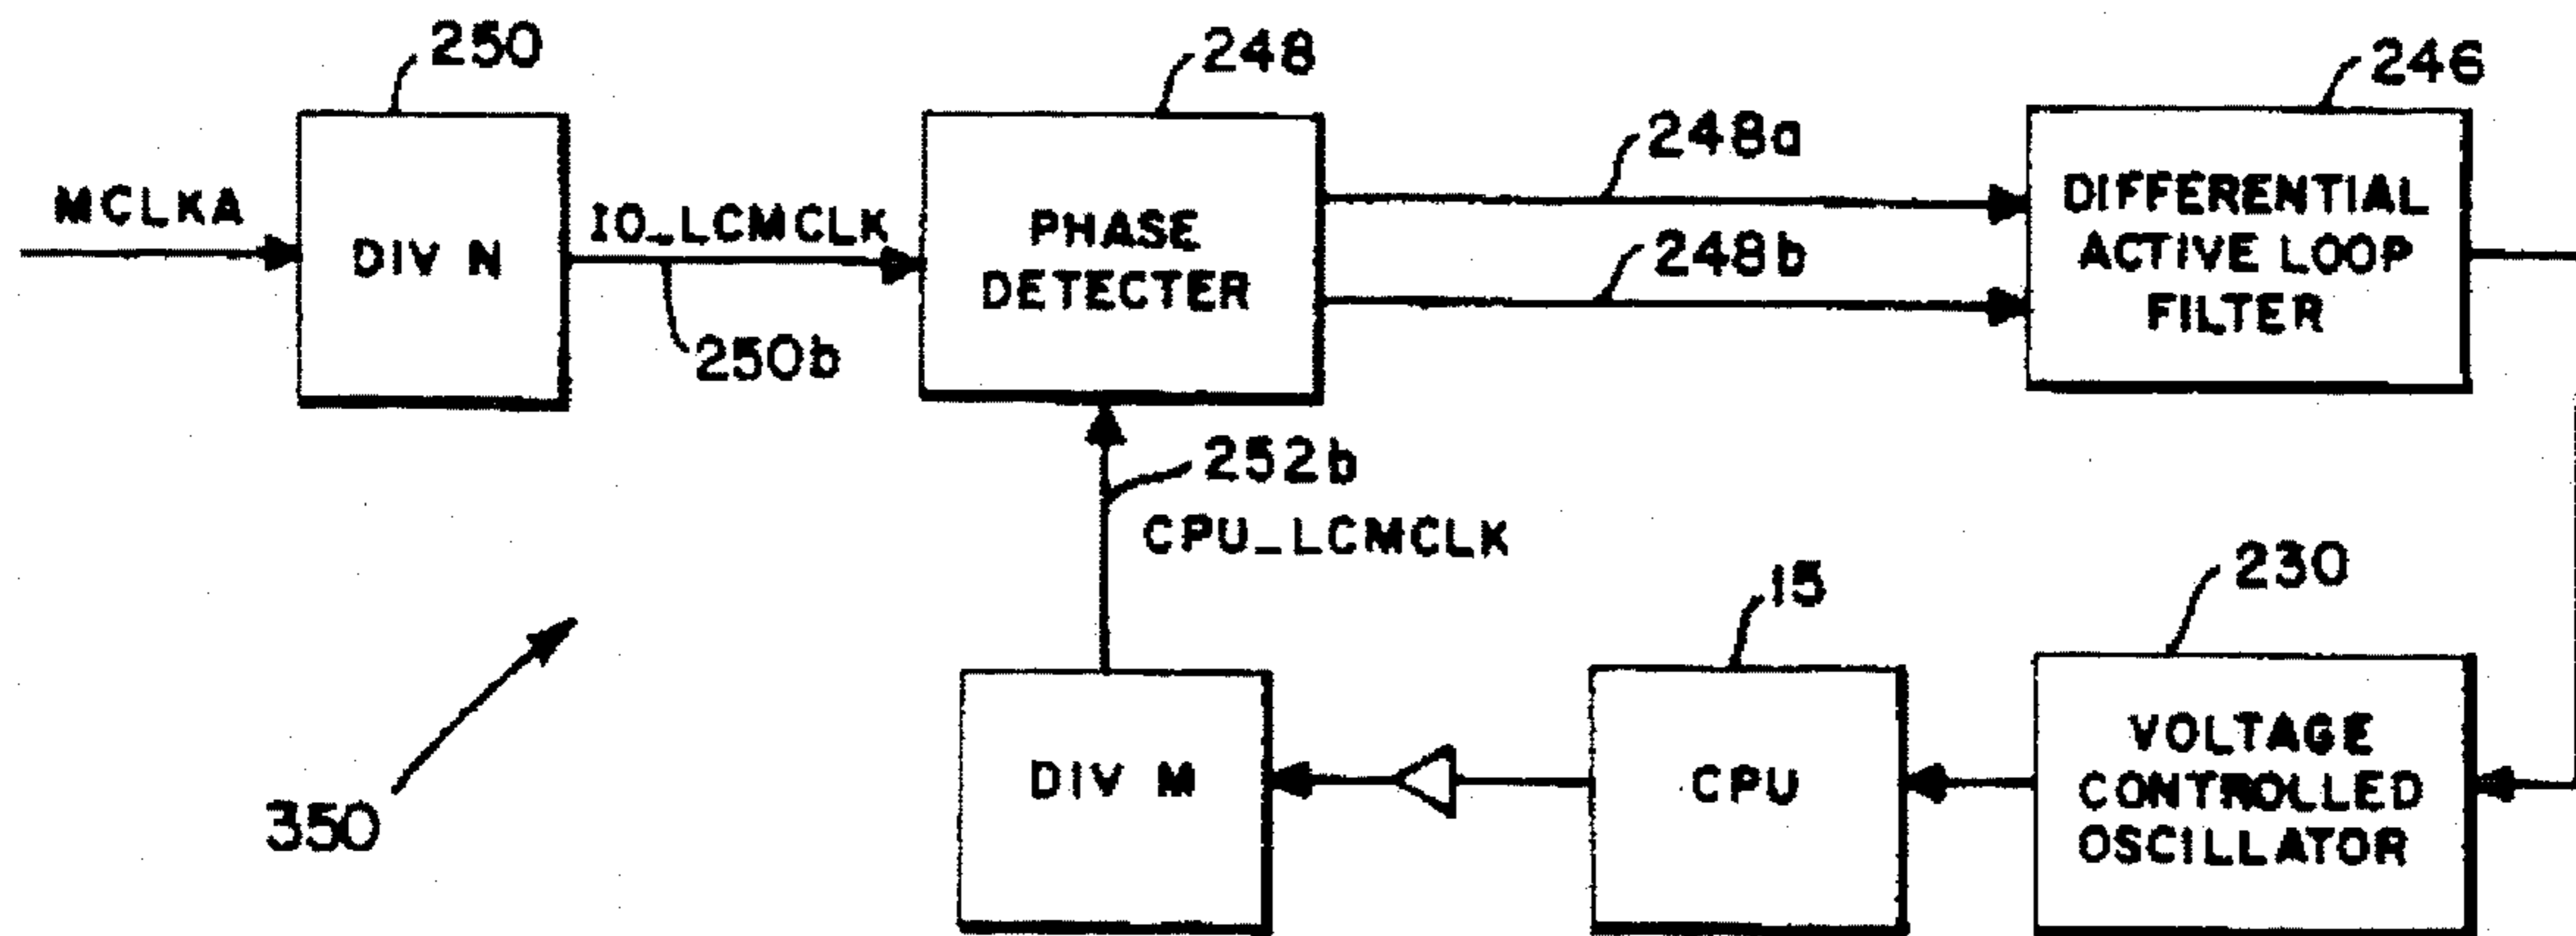 250
248
246
MCLKA
DIV N
IO_LCMCLK
250b
PHASE
DETECTER
248a
248b
DIFFERENTIAL
ACTIVE LOOP
FILTER
252b
CPU_LCMCLK
350
DIV M
15
CPU
230
VOLTAGE
CONTROLLED
OSCILLATOR